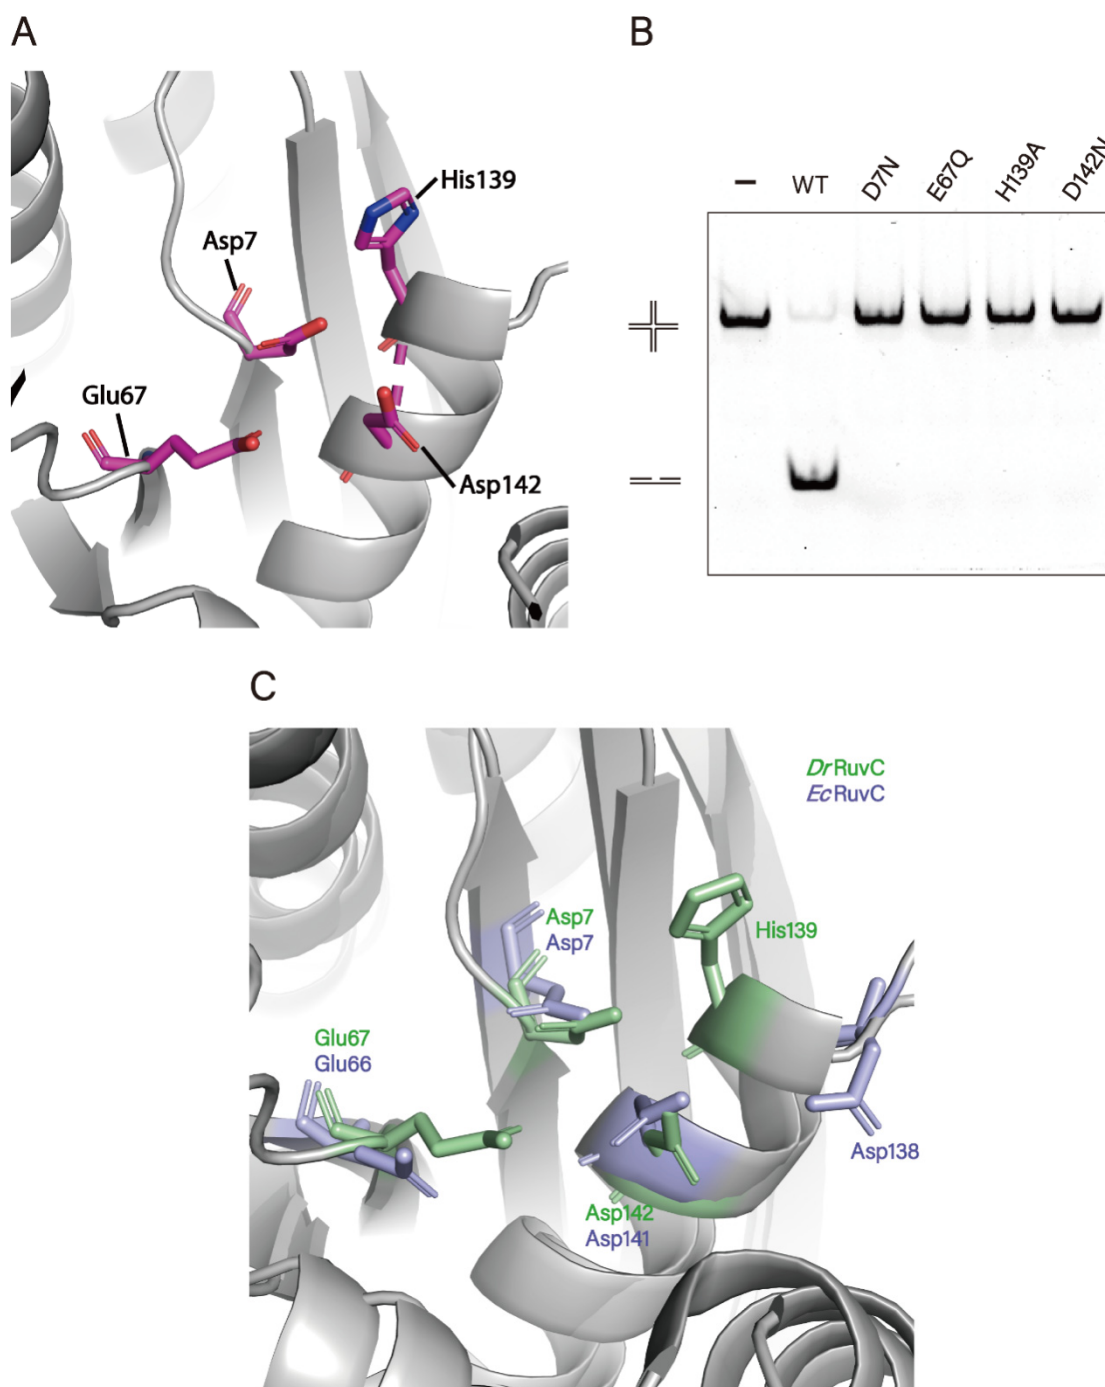 A
His139
Asp7
Glu67
Asp142
B
– WT D7N E67Q H139A D142N
C
DrRuvC
EcRuvC
Asp7
Asp7
His139
Glu67
Glu66
Asp138
Asp142
Asp141